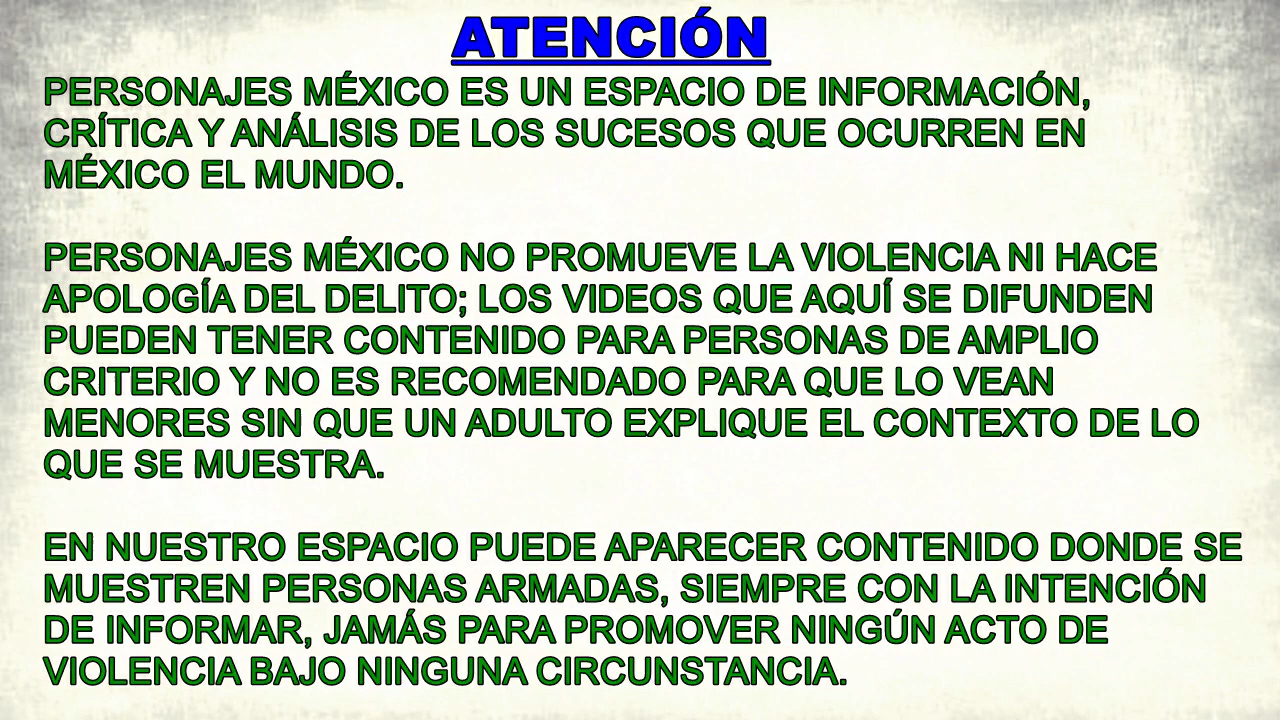 ATENCIÓN
PERSONAJES MÉXICO ES UN ESPACIO DE INFORMACIÓN,
CRÍTICA Y ANÁLISIS DE LOS SUCESOS QUE OCURREN EN
MÉXICO EL MUNDO.
PERSONAJES MÉXICO NO PROMUEVE LA VIOLENCIA NI HACE
APOLOGÍA DEL DELITO; LOS VIDEOS QUE AQUÍ SE DIFUNDEN
PUEDEN TENER CONTENIDO PARA PERSONAS DE AMPLIO
CRITERIO Y NO ES RECOMENDADO PARA QUE LO VEAN
MENORES SIN QUE UN ADULTO EXPLIQUE EL CONTEXTO DE LO
QUE SE MUESTRA.
EN NUESTRO ESPACIO PUEDE APARECER CONTENIDO DONDE SE
MUESTREN PERSONAS ARMADAS, SIEMPRE CON LA INTENCIÓN
DE INFORMAR, JAMÁS PARA PROMOVER NINGÚN ACTO DE
VIOLENCIA BAJO NINGUNA CIRCUNSTANCIA.